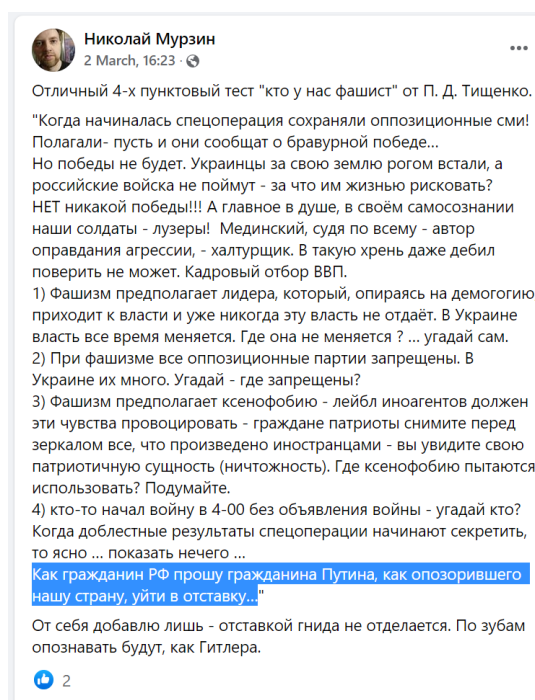 Николай Мурзин
2 March, 16:23 ·
Отличный 4-х пунктовый тест "кто у нас фашист" от П. Д. Тищенко.
"Когда начиналась спецоперация сохраняли оппозиционные сми!
Полагали- пусть и они сообщат о бравурной победе...
Но победы не будет. Украинцы за свою землю рогом встали, а
российские войска не поймут - за что им жизнью рисковать?
НЕТ никакой победы!!! А главное в душе, в своём самосознании
наши солдаты - лузеры!  Мединский, судя по всему - автор
оправдания агрессии, - халтурщик. В такую хрень даже дебил
поверить не может. Кадровый отбор ВВП.
1) Фашизм предполагает лидера, который, опираясь на демогогию
приходит к власти и уже никогда эту власть не отдаёт. В Украине
власть все время меняется. Где она не меняется ? ... угадай сам.
2) При фашизме все оппозиционные партии запрещены. В
Украине их много. Угадай - где запрещены?
3) Фашизм предполагает ксенофобию - лейбл иноагентов должен
эти чувства провоцировать - граждане патриоты снимите перед
зеркалом все, что произведено иностранцами - вы увидите свою
патриотичную сущность (ничтожность). Где ксенофобию пытаются
использовать? Подумайте.
4) кто-то начал войну в 4-00 без объявления войны - угадай кто?
Когда доблестные результаты спецоперации начинают секретить,
то ясно ... показать нечего ...
Как гражданин РФ прошу гражданина Путина, как опозорившего
нашу страну, уйти в отставку..."
От себя добавлю лишь - отставкой гнида не отделается. По зубам
опознавать будут, как Гитлера.
2